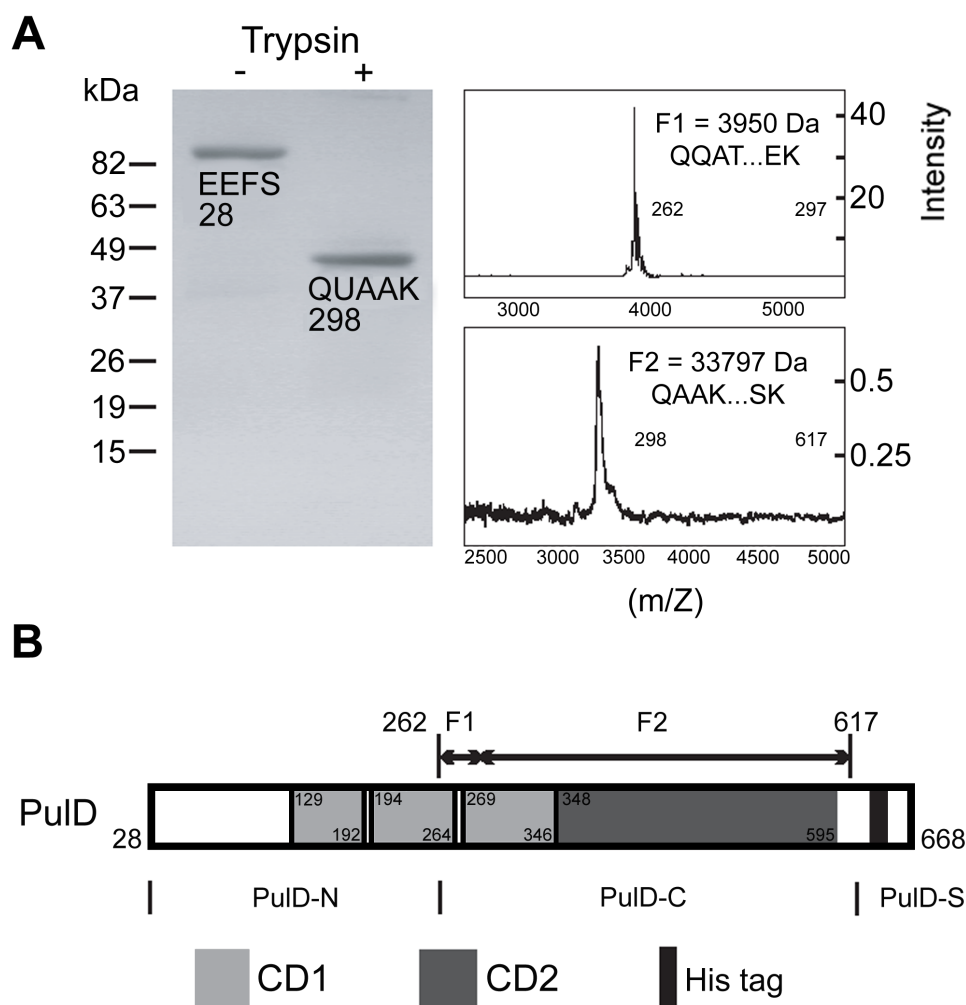 A
Trypsin
- +
kDa
82
63
49
37
26
19
15
EEFS
28
QUAAK
298
F1 = 3950 Da
QQAT...EK
262 297
40
20
Intensity
3000 4000 5000
F2 = 33797 Da
QAAK...SK
298 617
0.5
0.25
2500 3000 3500 4000 4500 5000
(m/Z)
B
262 F1 F2 617
PulD
28
129 192
194 264
269 346
348 595
668
PulD-N PulD-C PulD-S
CD1 CD2 His tag